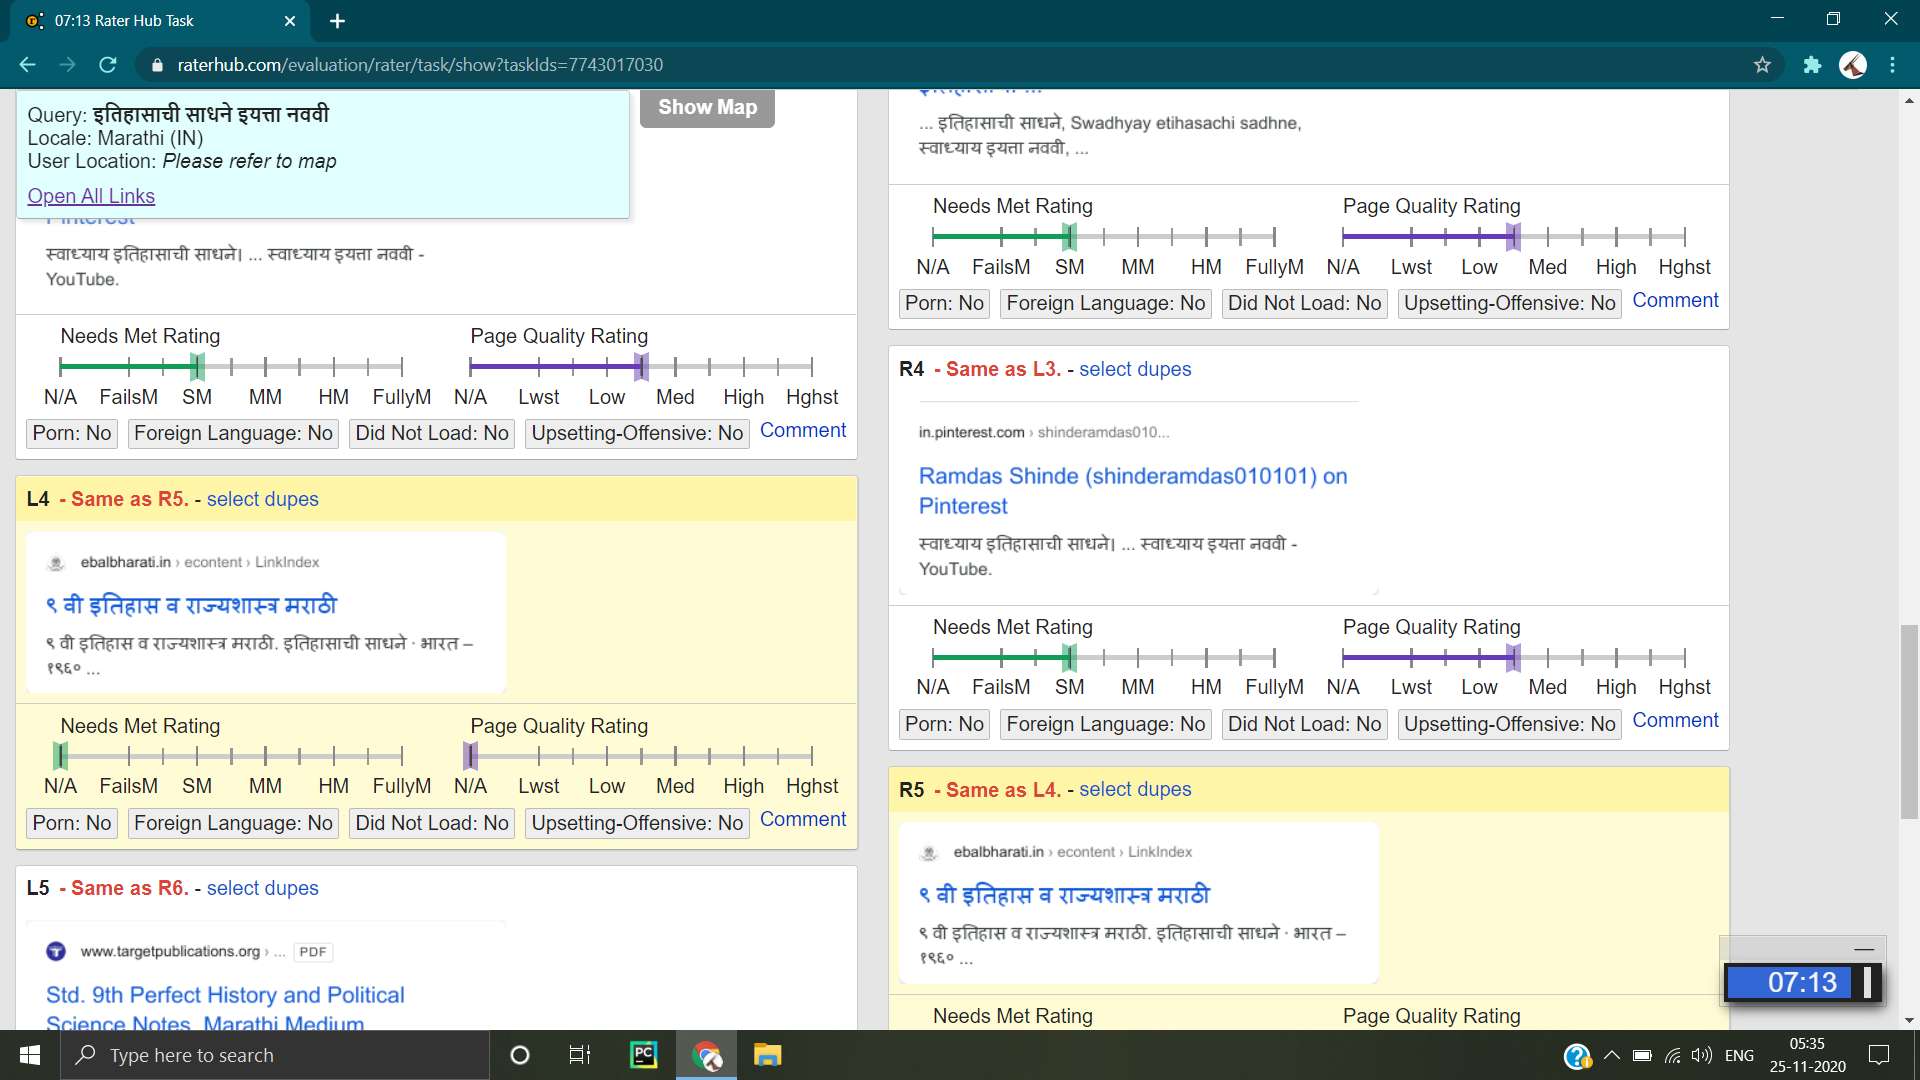 07:13 Rater Hub Task
raterhub.com/evaluation/rater/task/show?taskIds=7743017030
Query: इतिहासाची साधने इयत्ता नववी
Locale: Marathi (IN)
User Location: Please refer to map
Open All Links
Show Map
Pinterest
स्वाध्याय इतिहासाची साधने। ... स्वाध्याय इयत्ता नववी -
YouTube.
Needs Met Rating
Page Quality Rating
N/A FailsM SM MM HM FullyM
N/A Lwst Low Med High Hghst
Porn: No Foreign Language: No Did Not Load: No Upsetting-Offensive: No Comment
L4 - Same as R5. - select dupes
ebalbharati.in › econtent › LinkIndex
९ वी इतिहास व राज्यशास्त्र मराठी
९ वी इतिहास व राज्यशास्त्र मराठी. इतिहासाची साधने · भारत –
१९६० ...
Needs Met Rating
Page Quality Rating
N/A FailsM SM MM HM FullyM
N/A Lwst Low Med High Hghst
Porn: No Foreign Language: No Did Not Load: No Upsetting-Offensive: No Comment
L5 - Same as R6. - select dupes
www.targetpublications.org › ... PDF
Std. 9th Perfect History and Political
Science Notes, Marathi Medium
... इतिहासाची साधने, Swadhyay etihasachi sadhne,
स्वाध्याय इयत्ता नववी, ...
Needs Met Rating
Page Quality Rating
N/A FailsM SM MM HM FullyM
N/A Lwst Low Med High Hghst
Porn: No Foreign Language: No Did Not Load: No Upsetting-Offensive: No Comment
R4 - Same as L3. - select dupes
in.pinterest.com › shinderamdas010...
Ramdas Shinde (shinderamdas010101) on
Pinterest
स्वाध्याय इतिहासाची साधने। ... स्वाध्याय इयत्ता नववी -
YouTube.
Needs Met Rating
Page Quality Rating
N/A FailsM SM MM HM FullyM
N/A Lwst Low Med High Hghst
Porn: No Foreign Language: No Did Not Load: No Upsetting-Offensive: No Comment
R5 - Same as L4. - select dupes
ebalbharati.in › econtent › LinkIndex
९ वी इतिहास व राज्यशास्त्र मराठी
९ वी इतिहास व राज्यशास्त्र मराठी. इतिहासाची साधने · भारत –
१९६० ...
Needs Met Rating
Page Quality Rating
07:13
Type here to search
PC
ENG
05:35
25-11-2020